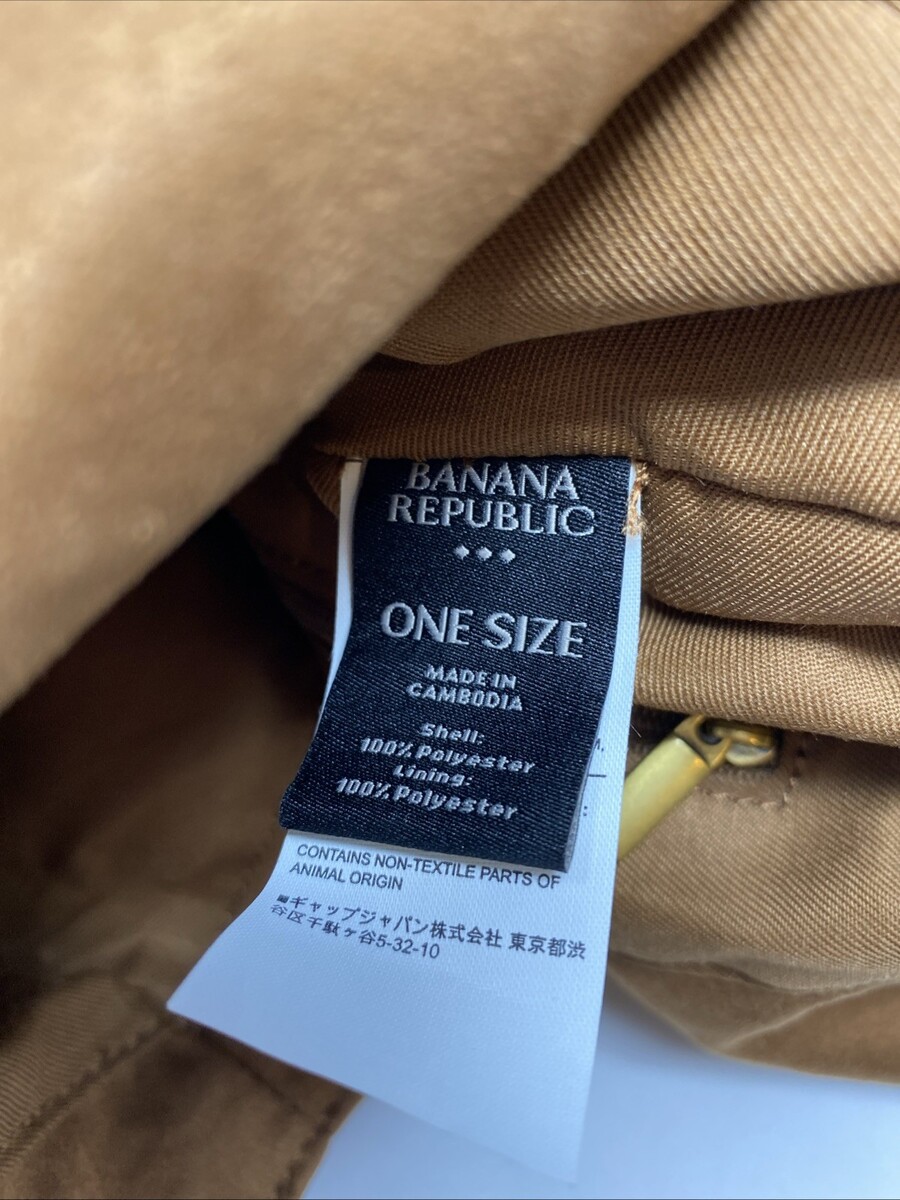 BANANA
REPUBLIC
ONE SIZE
MADE IN
CAMBODIA
Shell:
100% Polyester
Lining:
100% Polyester
CONTAINS NON-TEXTILE PARTS OF
ANIMAL ORIGIN
ギャップジャパン株式会社 東京都渋
谷区千駄ヶ谷5-32-10